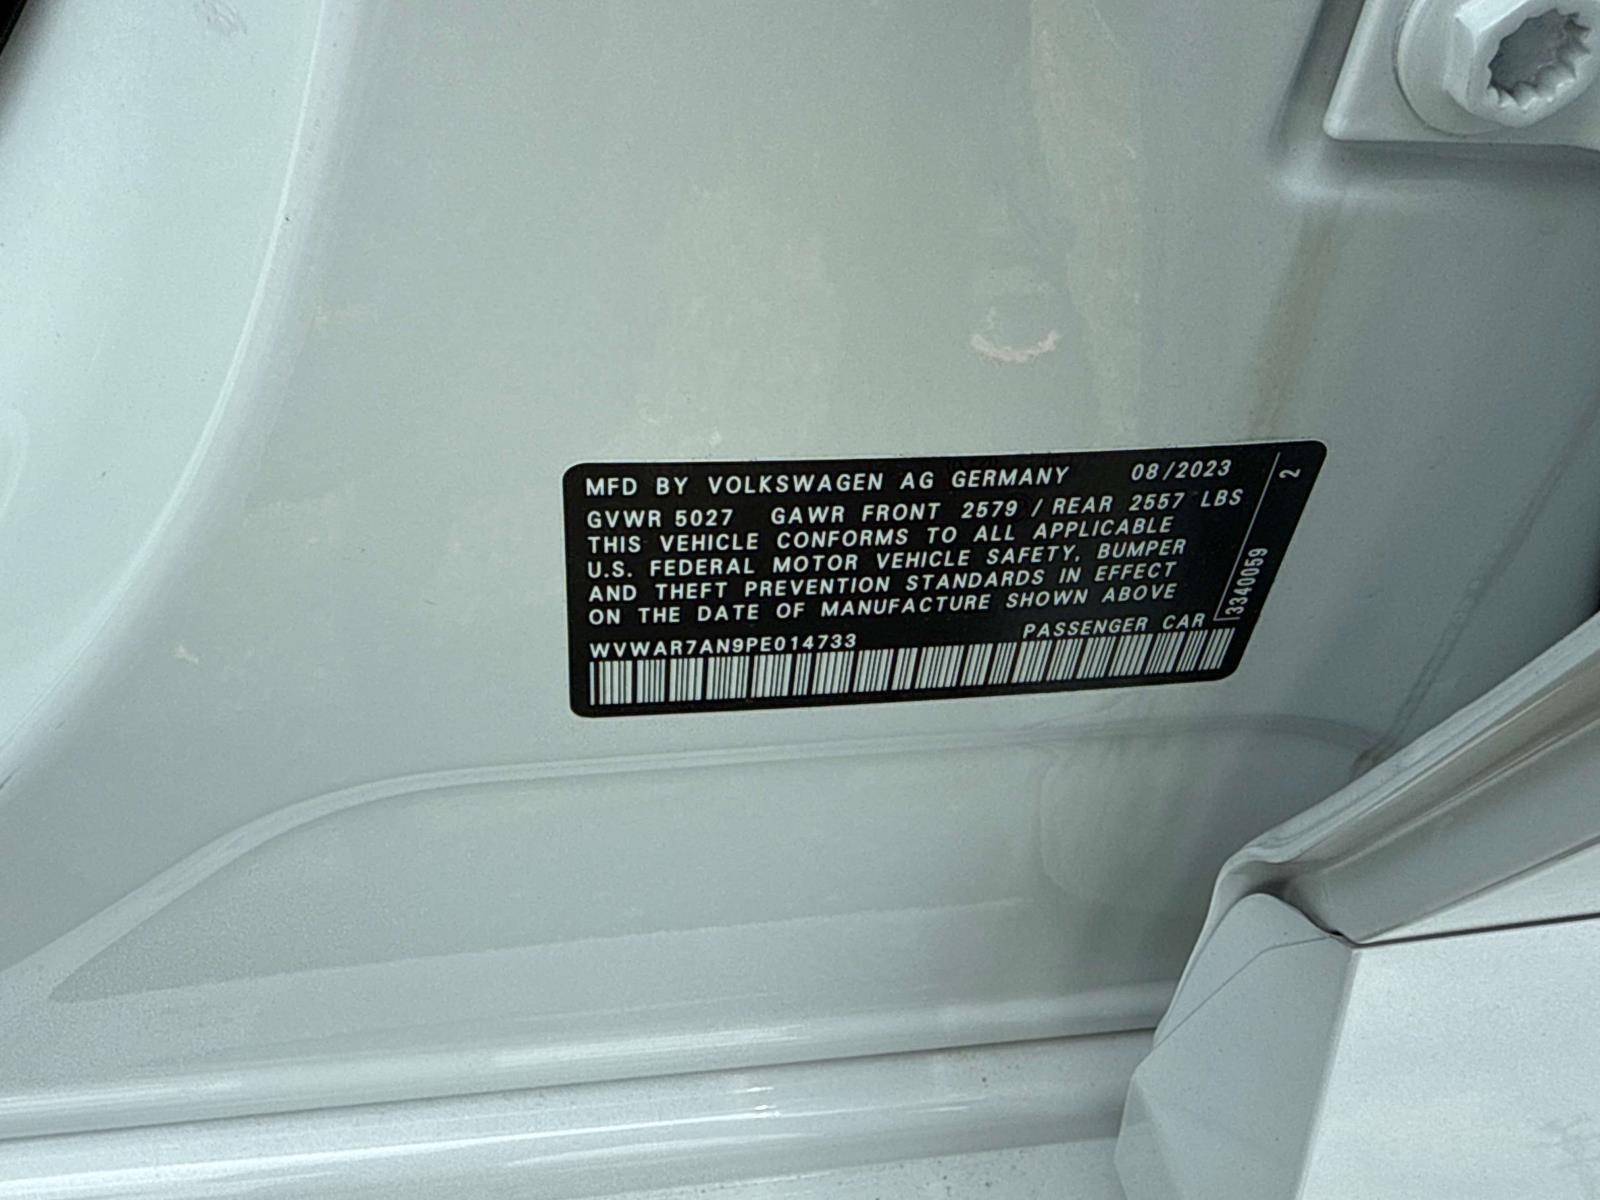 MFD BY VOLKSWAGEN AG GERMANY 08/2023
GVWR 5027 GAWR FRONT 2579 / REAR 2557 LBS
THIS VEHICLE CONFORMS TO ALL APPLICABLE
U.S. FEDERAL MOTOR VEHICLE SAFETY, BUMPER
AND THEFT PREVENTION STANDARDS IN EFFECT
ON THE DATE OF MANUFACTURE SHOWN ABOVE
WVWAR7AN9PE014733 PASSENGER CAR
3340059 2